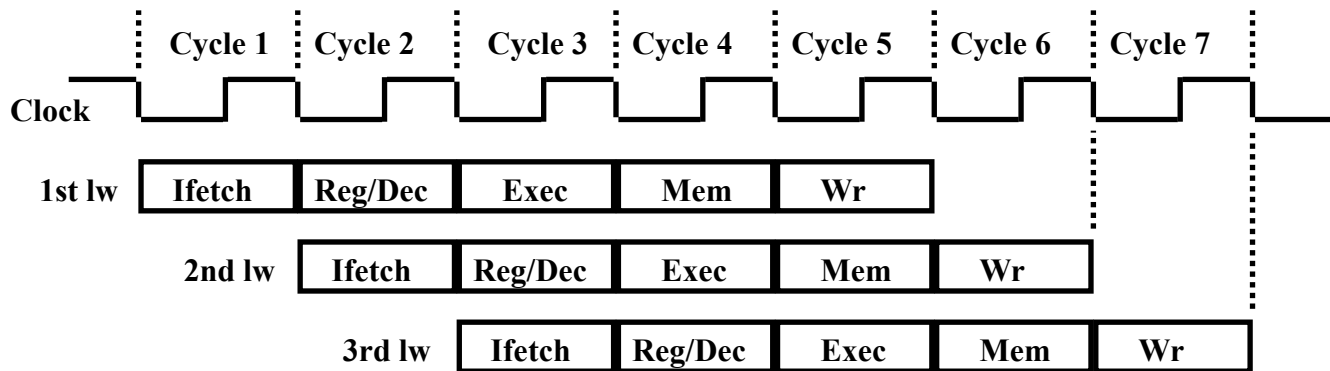 Cycle 1 Cycle 2 Cycle 3 Cycle 4 Cycle 5 Cycle 6 Cycle 7
Clock
1st lw Ifetch Reg/Dec Exec Mem Wr
2nd lw Ifetch Reg/Dec Exec Mem Wr
3rd lw Ifetch Reg/Dec Exec Mem Wr